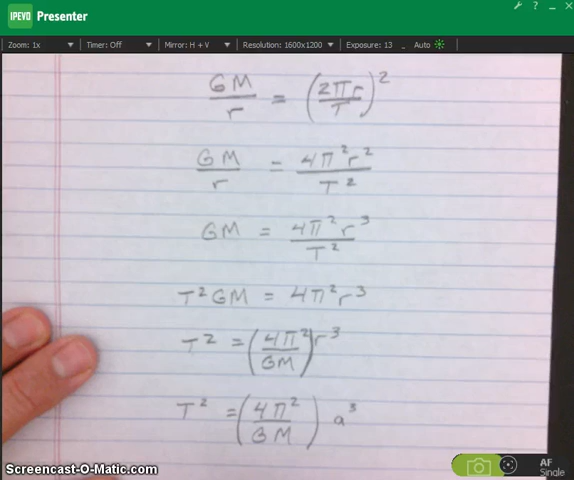 IPEVO Presenter
Zoom: 1x Timer: Off Mirror: H + V Resolution: 1600x1200 Exposure: 13 Auto
GM/r = (2πr/T)²
GM/r = 4π²r²/T²
GM = 4π²r³/T²
T²GM = 4π²r³
T² = (4π²/GM)r³
T² = (4π²/GM) a³
Screencast-O-Matic.com
AF
Single